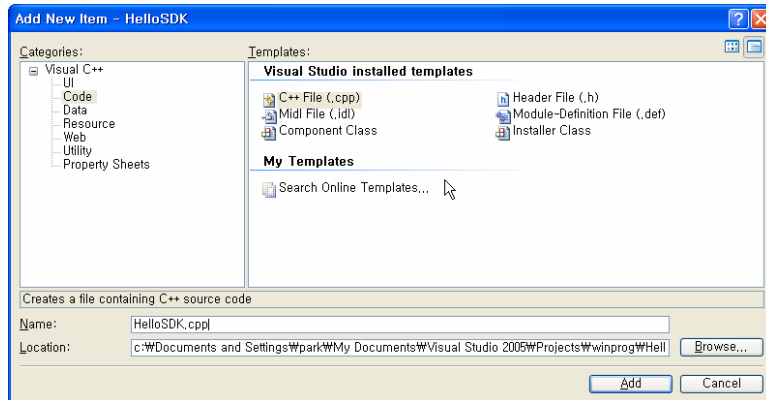 Add New Item - HelloSDK
Categories:
Templates:
Visual C++
UI
Code
Data
Resource
Web
Utility
Property Sheets
Visual Studio installed templates
C++ File (.cpp)
Header File (.h)
Midl File (.idl)
Module-Definition File (.def)
Component Class
Installer Class
My Templates
Search Online Templates...
Creates a file containing C++ source code
Name:
HelloSDK.cpp
Location:
c:₩Documents and Settings₩park₩My Documents₩Visual Studio 2005₩Projects₩winprog₩Hell
Browse...
Add
Cancel